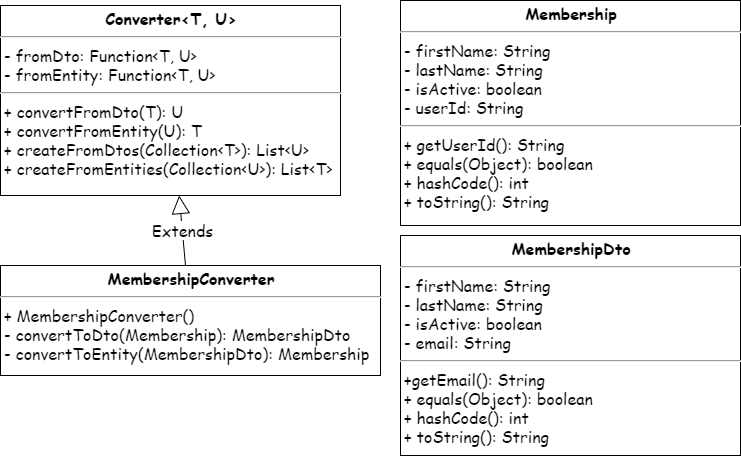 Converter<T, U>
- fromDto: Function<T, U>
- fromEntity: Function<T, U>
+ convertFromDto(T): U
+ convertFromEntity(U): T
+ createFromDtos(Collection<T>): List<U>
+ createFromEntities(Collection<U>): List<T>
Extends
MembershipConverter
+ MembershipConverter()
- convertToDto(Membership): MembershipDto
- convertToEntity(MembershipDto): Membership
Membership
- firstName: String
- lastName: String
- isActive: boolean
- userId: String
+ getUserId(): String
+ equals(Object): boolean
+ hashCode(): int
+ toString(): String
MembershipDto
- firstName: String
- lastName: String
- isActive: boolean
- email: String
+getEmail(): String
+ equals(Object): boolean
+ hashCode(): int
+ toString(): String